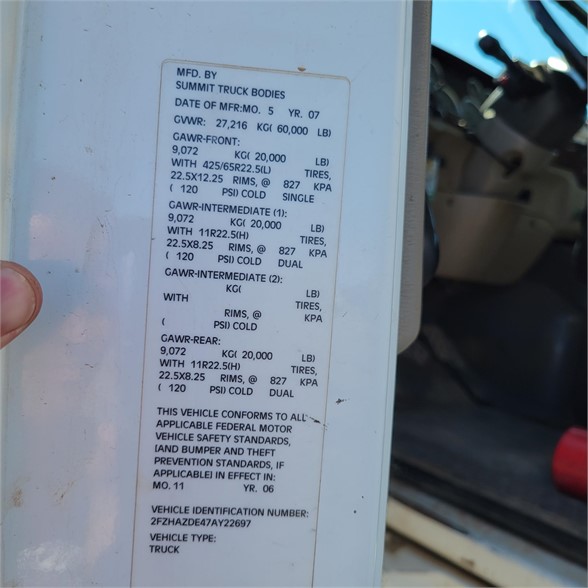 MFD. BY
SUMMIT TRUCK BODIES
DATE OF MFR:MO. 5 YR. 07
GVWR: 27,216 KG( 60,000 LB)
GAWR-FRONT:
9,072 KG( 20,000 LB)
WITH 425/65R22.5(L) TIRES,
22.5X12.25 RIMS, @ 827 KPA
( 120 PSI) COLD SINGLE
GAWR-INTERMEDIATE (1):
9,072 KG( 20,000 LB)
WITH 11R22.5(H) TIRES,
22.5X8.25 RIMS, @ 827 KPA
( 120 PSI) COLD DUAL
GAWR-INTERMEDIATE (2):
KG( LB)
WITH TIRES,
RIMS, @ KPA
( PSI) COLD
GAWR-REAR:
9,072 KG( 20,000 LB)
WITH 11R22.5(H) TIRES,
22.5X8.25 RIMS, @ 827 KPA
( 120 PSI) COLD DUAL
THIS VEHICLE CONFORMS TO ALL
APPLICABLE FEDERAL MOTOR
VEHICLE SAFETY STANDARDS,
[AND BUMPER AND THEFT
PREVENTION STANDARDS, IF
APPLICABLE] IN EFFECT IN:
MO. 11 YR. 06
VEHICLE IDENTIFICATION NUMBER:
2FZHAZDE47AY22697
VEHICLE TYPE:
TRUCK